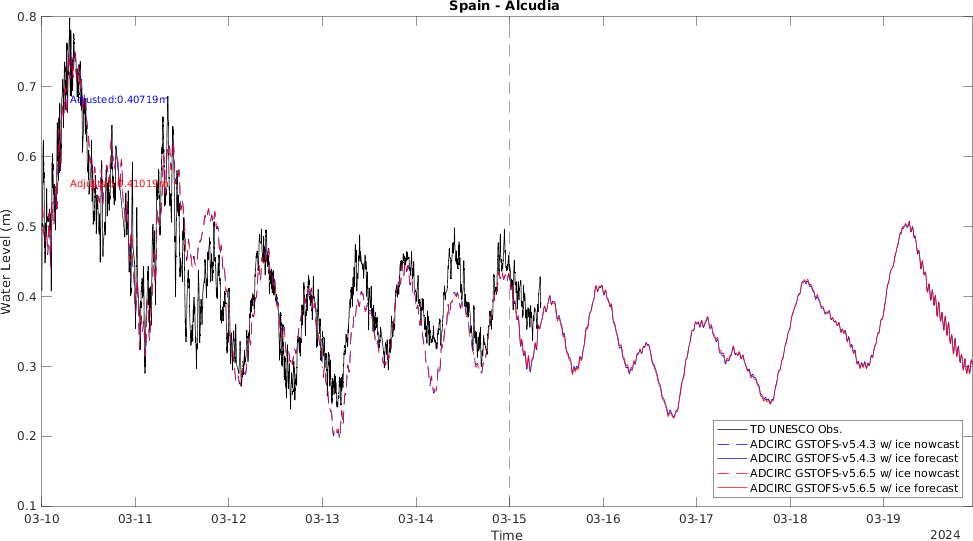 Spain - Alcudia
0.8
0.7
0.6
0.5
0.4
0.3
0.2
0.1
Water Level (m)
Adjusted:0.40719m
Adjusted:0.41019m
TD UNESCO Obs.
ADCIRC GSTOFS-v5.4.3 w/ ice nowcast
ADCIRC GSTOFS-v5.4.3 w/ ice forecast
ADCIRC GSTOFS-v5.6.5 w/ ice nowcast
ADCIRC GSTOFS-v5.6.5 w/ ice forecast
03-10 03-11 03-12 03-13 03-14 03-15 03-16 03-17 03-18 03-19
Time
2024